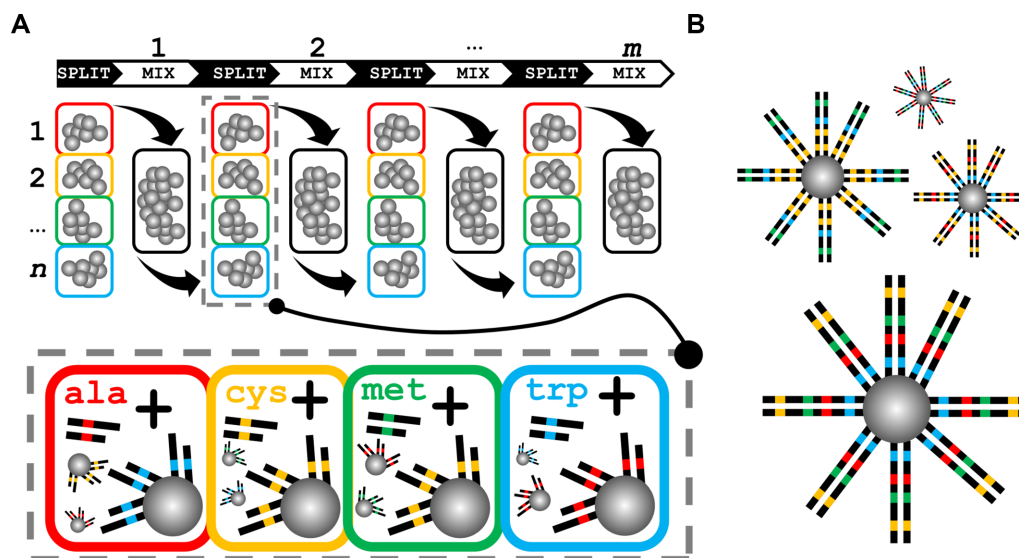 A
B
1 2 ... m
SPLIT MIX SPLIT MIX SPLIT MIX SPLIT MIX
1
2
...
n
ala + cys + met + trp +